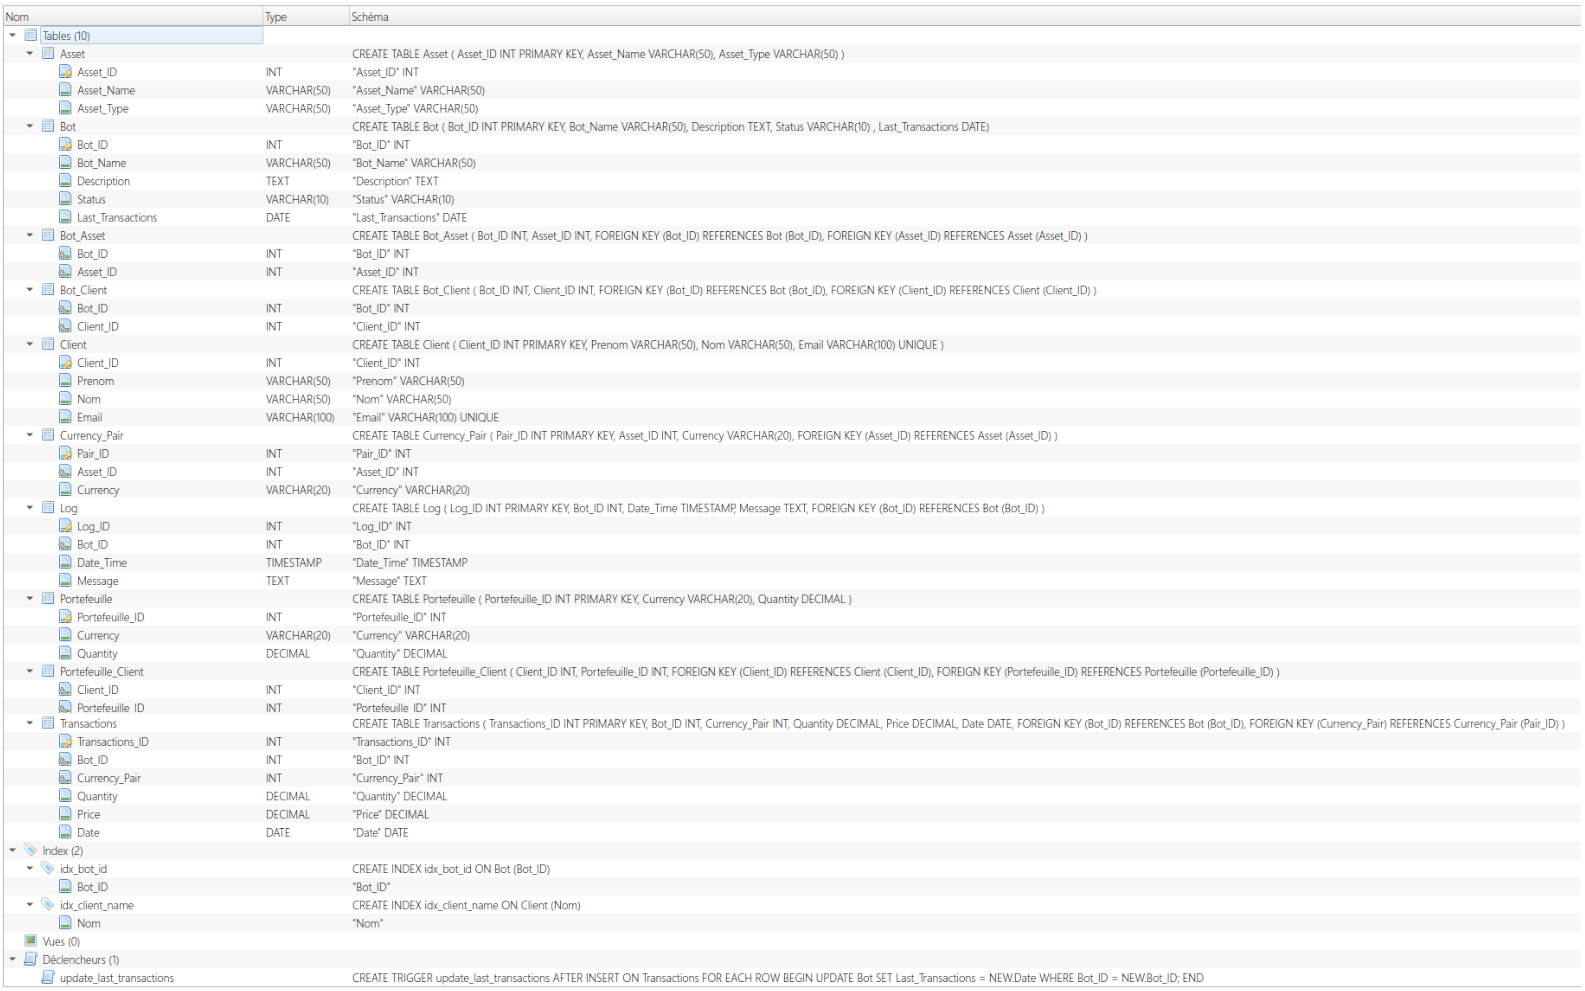 Nom Type Schéma
Tables (10)
Asset CREATE TABLE Asset ( Asset_ID INT PRIMARY KEY, Asset_Name VARCHAR(50), Asset_Type VARCHAR(50) )
Asset_ID INT "Asset_ID" INT
Asset_Name VARCHAR(50) "Asset_Name" VARCHAR(50)
Asset_Type VARCHAR(50) "Asset_Type" VARCHAR(50)
Bot CREATE TABLE Bot ( Bot_ID INT PRIMARY KEY, Bot_Name VARCHAR(50), Description TEXT, Status VARCHAR(10) , Last_Transactions DATE)
Bot_ID INT "Bot_ID" INT
Bot_Name VARCHAR(50) "Bot_Name" VARCHAR(50)
Description TEXT "Description" TEXT
Status VARCHAR(10) "Status" VARCHAR(10)
Last_Transactions DATE "Last_Transactions" DATE
Bot_Asset CREATE TABLE Bot_Asset ( Bot_ID INT, Asset_ID INT, FOREIGN KEY (Bot_ID) REFERENCES Bot (Bot_ID), FOREIGN KEY (Asset_ID) REFERENCES Asset (Asset_ID) )
Bot_ID INT "Bot_ID" INT
Asset_ID INT "Asset_ID" INT
Bot_Client CREATE TABLE Bot_Client ( Bot_ID INT, Client_ID INT, FOREIGN KEY (Bot_ID) REFERENCES Bot (Bot_ID), FOREIGN KEY (Client_ID) REFERENCES Client (Client_ID) )
Bot_ID INT "Bot_ID" INT
Client_ID INT "Client_ID" INT
Client CREATE TABLE Client ( Client_ID INT PRIMARY KEY, Prenom VARCHAR(50), Nom VARCHAR(50), Email VARCHAR(100) UNIQUE )
Client_ID INT "Client_ID" INT
Prenom VARCHAR(50) "Prenom" VARCHAR(50)
Nom VARCHAR(50) "Nom" VARCHAR(50)
Email VARCHAR(100) "Email" VARCHAR(100) UNIQUE
Currency_Pair CREATE TABLE Currency_Pair ( Pair_ID INT PRIMARY KEY, Asset_ID INT, Currency VARCHAR(20), FOREIGN KEY (Asset_ID) REFERENCES Asset (Asset_ID) )
Pair_ID INT "Pair_ID" INT
Asset_ID INT "Asset_ID" INT
Currency VARCHAR(20) "Currency" VARCHAR(20)
Log CREATE TABLE Log ( Log_ID INT PRIMARY KEY, Bot_ID INT, Date_Time TIMESTAMP, Message TEXT, FOREIGN KEY (Bot_ID) REFERENCES Bot (Bot_ID) )
Log_ID INT "Log_ID" INT
Bot_ID INT "Bot_ID" INT
Date_Time TIMESTAMP "Date_Time" TIMESTAMP
Message TEXT "Message" TEXT
Portefeuille CREATE TABLE Portefeuille ( Portefeuille_ID INT PRIMARY KEY, Currency VARCHAR(20), Quantity DECIMAL )
Portefeuille_ID INT "Portefeuille_ID" INT
Currency VARCHAR(20) "Currency" VARCHAR(20)
Quantity DECIMAL "Quantity" DECIMAL
Portefeuille_Client CREATE TABLE Portefeuille_Client ( Client_ID INT, Portefeuille_ID INT, FOREIGN KEY (Client_ID) REFERENCES Client (Client_ID), FOREIGN KEY (Portefeuille_ID) REFERENCES Portefeuille (Portefeuille_ID) )
Client_ID INT "Client_ID" INT
Portefeuille_ID INT "Portefeuille_ID" INT
Transactions CREATE TABLE Transactions ( Transactions_ID INT PRIMARY KEY, Bot_ID INT, Currency_Pair INT, Quantity DECIMAL, Price DECIMAL, Date DATE, FOREIGN KEY (Bot_ID) REFERENCES Bot (Bot_ID), FOREIGN KEY (Currency_Pair) REFERENCES Currency_Pair (Pair_ID) )
Transactions_ID INT "Transactions_ID" INT
Bot_ID INT "Bot_ID" INT
Currency_Pair INT "Currency_Pair" INT
Quantity DECIMAL "Quantity" DECIMAL
Price DECIMAL "Price" DECIMAL
Date DATE "Date" DATE
Index (2)
idx_bot_id CREATE INDEX idx_bot_id ON Bot (Bot_ID)
Bot_ID "Bot_ID"
idx_client_name CREATE INDEX idx_client_name ON Client (Nom)
Nom "Nom"
Vues (0)
Déclencheurs (1)
update_last_transactions CREATE TRIGGER update_last_transactions AFTER INSERT ON Transactions FOR EACH ROW BEGIN UPDATE Bot SET Last_Transactions = NEW.Date WHERE Bot_ID = NEW.Bot_ID; END